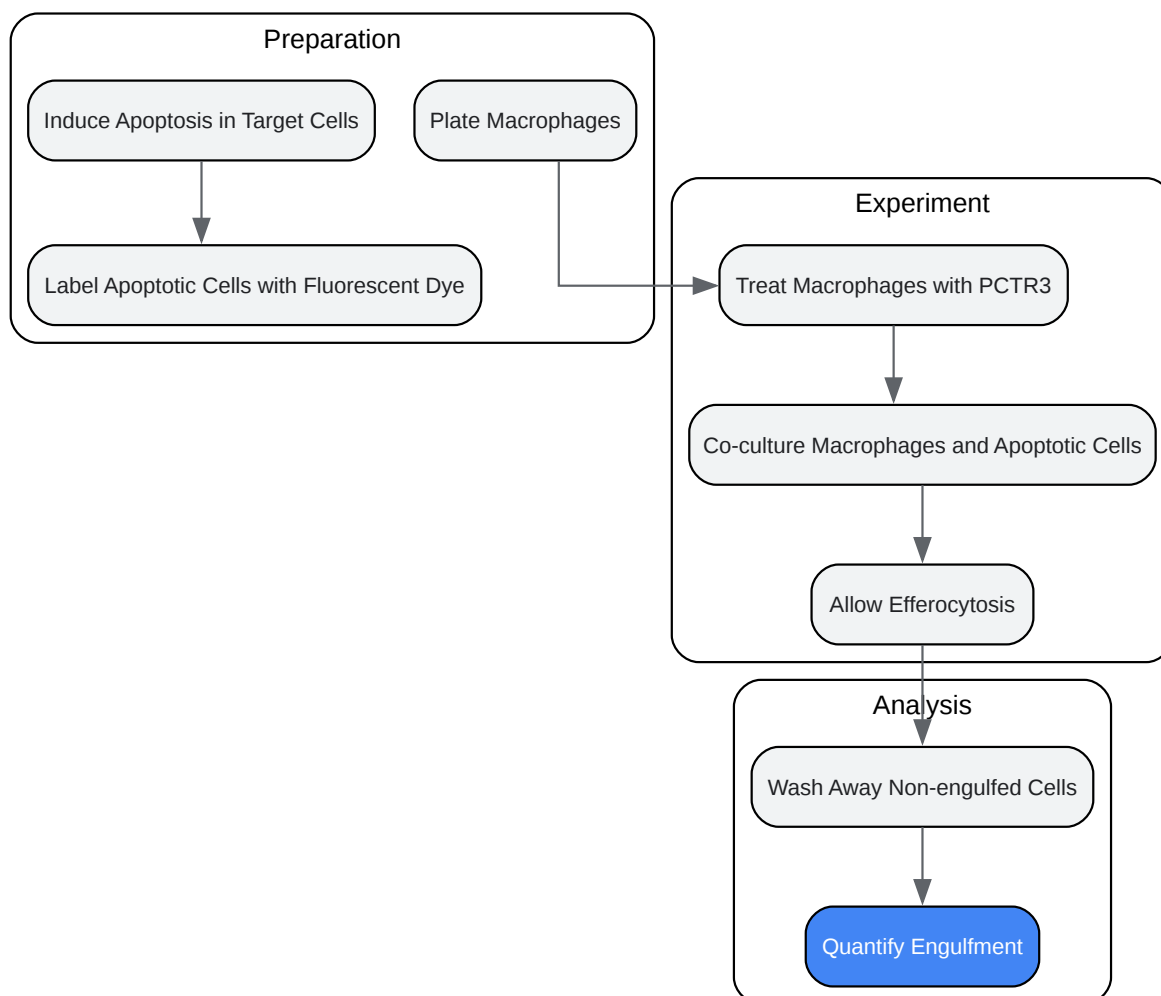 Preparation
Induce Apoptosis in Target Cells
Plate Macrophages
Label Apoptotic Cells with Fluorescent Dye
Experiment
Treat Macrophages with PCTR3
Co-culture Macrophages and Apoptotic Cells
Allow Efferocytosis
Analysis
Wash Away Non-engulfed Cells
Quantify Engulfment